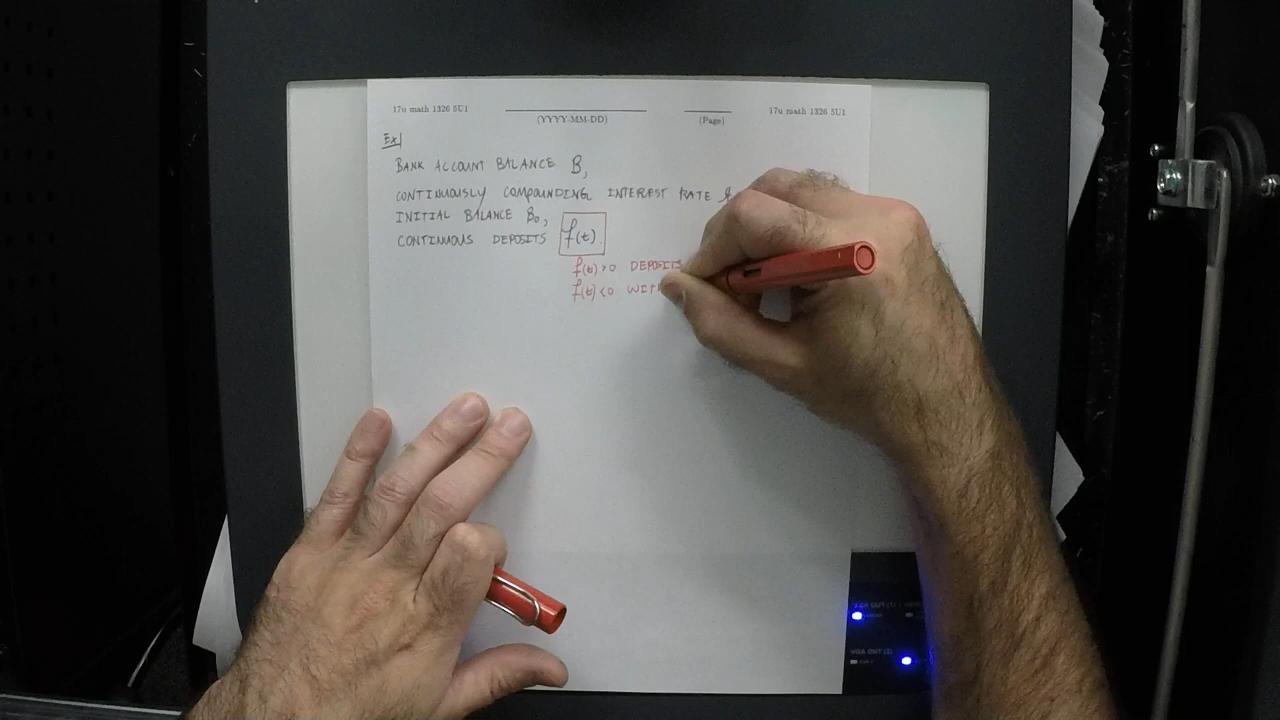 17u math 1326 5U1 (YYYY-MM-DD) (Page) 17u math 1326 5U1
Ex
BANK ACCOUNT BALANCE B,
CONTINUOUSLY COMPOUNDING INTEREST RATE
INITIAL BALANCE B₀,
CONTINUOUS DEPOSITS f(t).
f(t)>0 DEPOSITS
f(t)<0 WIT